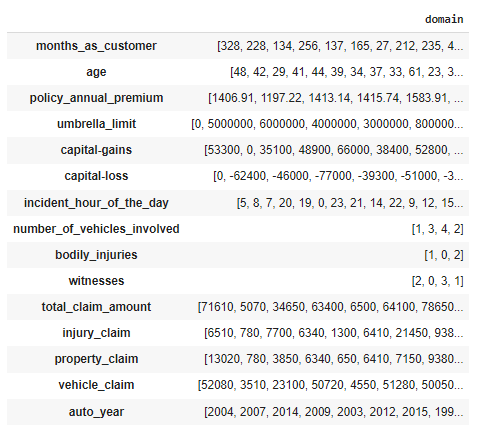 domain
months_as_customer [328, 228, 134, 256, 137, 165, 27, 212, 235, 4...
age [48, 42, 29, 41, 44, 39, 34, 37, 33, 61, 23, 3...
policy_annual_premium [1406.91, 1197.22, 1413.14, 1415.74, 1583.91, ...
umbrella_limit [0, 5000000, 6000000, 4000000, 3000000, 800000...
capital-gains [53300, 0, 35100, 48900, 66000, 38400, 52800, ...
capital-loss [0, -62400, -46000, -77000, -39300, -51000, -3...
incident_hour_of_the_day [5, 8, 7, 20, 19, 0, 23, 21, 14, 22, 9, 12, 15...
number_of_vehicles_involved [1, 3, 4, 2]
bodily_injuries [1, 0, 2]
witnesses [2, 0, 3, 1]
total_claim_amount [71610, 5070, 34650, 63400, 6500, 64100, 78650...
injury_claim [6510, 780, 7700, 6340, 1300, 6410, 21450, 938...
property_claim [13020, 780, 3850, 6340, 650, 6410, 7150, 9380...
vehicle_claim [52080, 3510, 23100, 50720, 4550, 51280, 50050...
auto_year [2004, 2007, 2014, 2009, 2003, 2012, 2015, 199...